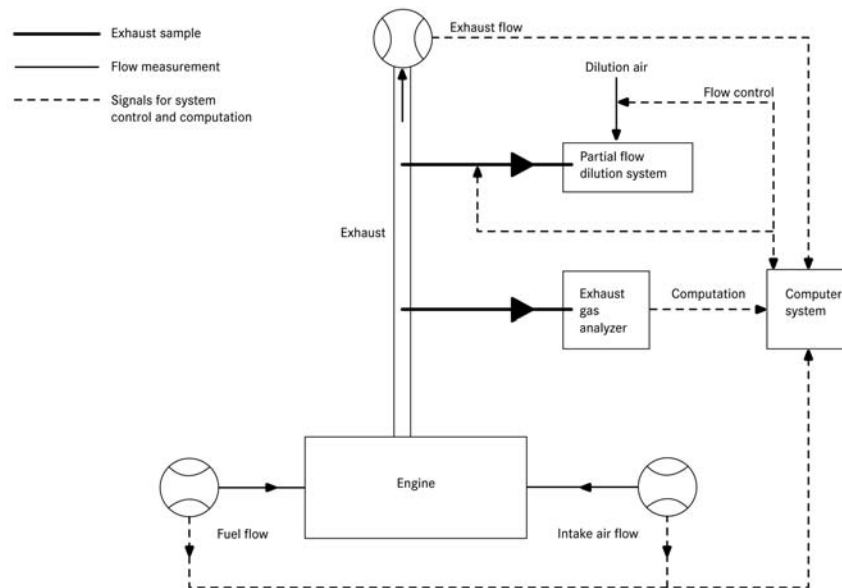 Exhaust sample
Flow measurement
Signals for system
control and computation
Exhaust flow
Dilution air
Flow control
Partial flow
dilution system
Exhaust
Exhaust
gas
analyzer
Computation
Computer
system
Engine
Fuel flow
Intake air flow